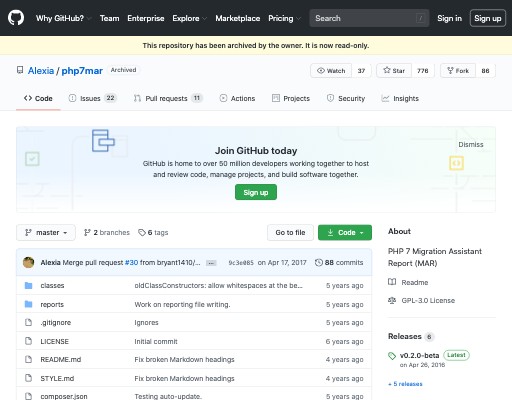 Why GitHub? Team Enterprise Explore Marketplace Pricing Search Sign in Sign up
This repository has been archived by the owner. It is now read-only.
Alexia / php7mar Archived Watch 37 Star 776 Fork 86
Code Issues 22 Pull requests 11 Actions Projects Security Insights
Dismiss
Join GitHub today
GitHub is home to over 50 million developers working together to host
and review code, manage projects, and build software together.
Sign up
master 2 branches 6 tags Go to file Code
Alexia Merge pull request #30 from bryant1410/... ... 9c3e085 on Apr 17, 2017 88 commits
classes oldClassConstructors: allow whitespaces at the be... 5 years ago
reports Work on reporting file writing. 5 years ago
.gitignore Ignores 5 years ago
LICENSE Initial commit 6 years ago
README.md Fix broken Markdown headings 4 years ago
STYLE.md Fix broken Markdown headings 4 years ago
composer.json Testing auto-update. 5 years ago
About
PHP 7 Migration Assistant
Report (MAR)
Readme
GPL-3.0 License
Releases 6
v0.2.0-beta Latest
on Apr 26, 2016
+ 5 releases